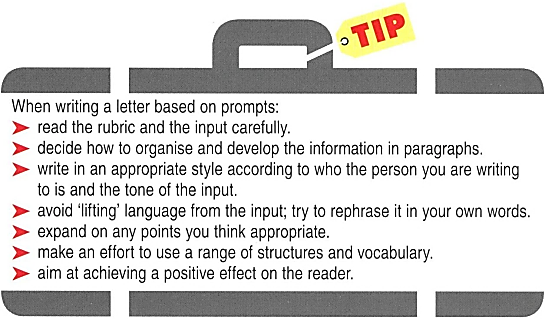 TIP
When writing a letter based on prompts:
➤ read the rubric and the input carefully.
➤ decide how to organise and develop the information in paragraphs.
➤ write in an appropriate style according to who the person you are writing
to is and the tone of the input.
➤ avoid ‘lifting’ language from the input; try to rephrase it in your own words.
➤ expand on any points you think appropriate.
➤ make an effort to use a range of structures and vocabulary.
➤ aim at achieving a positive effect on the reader.